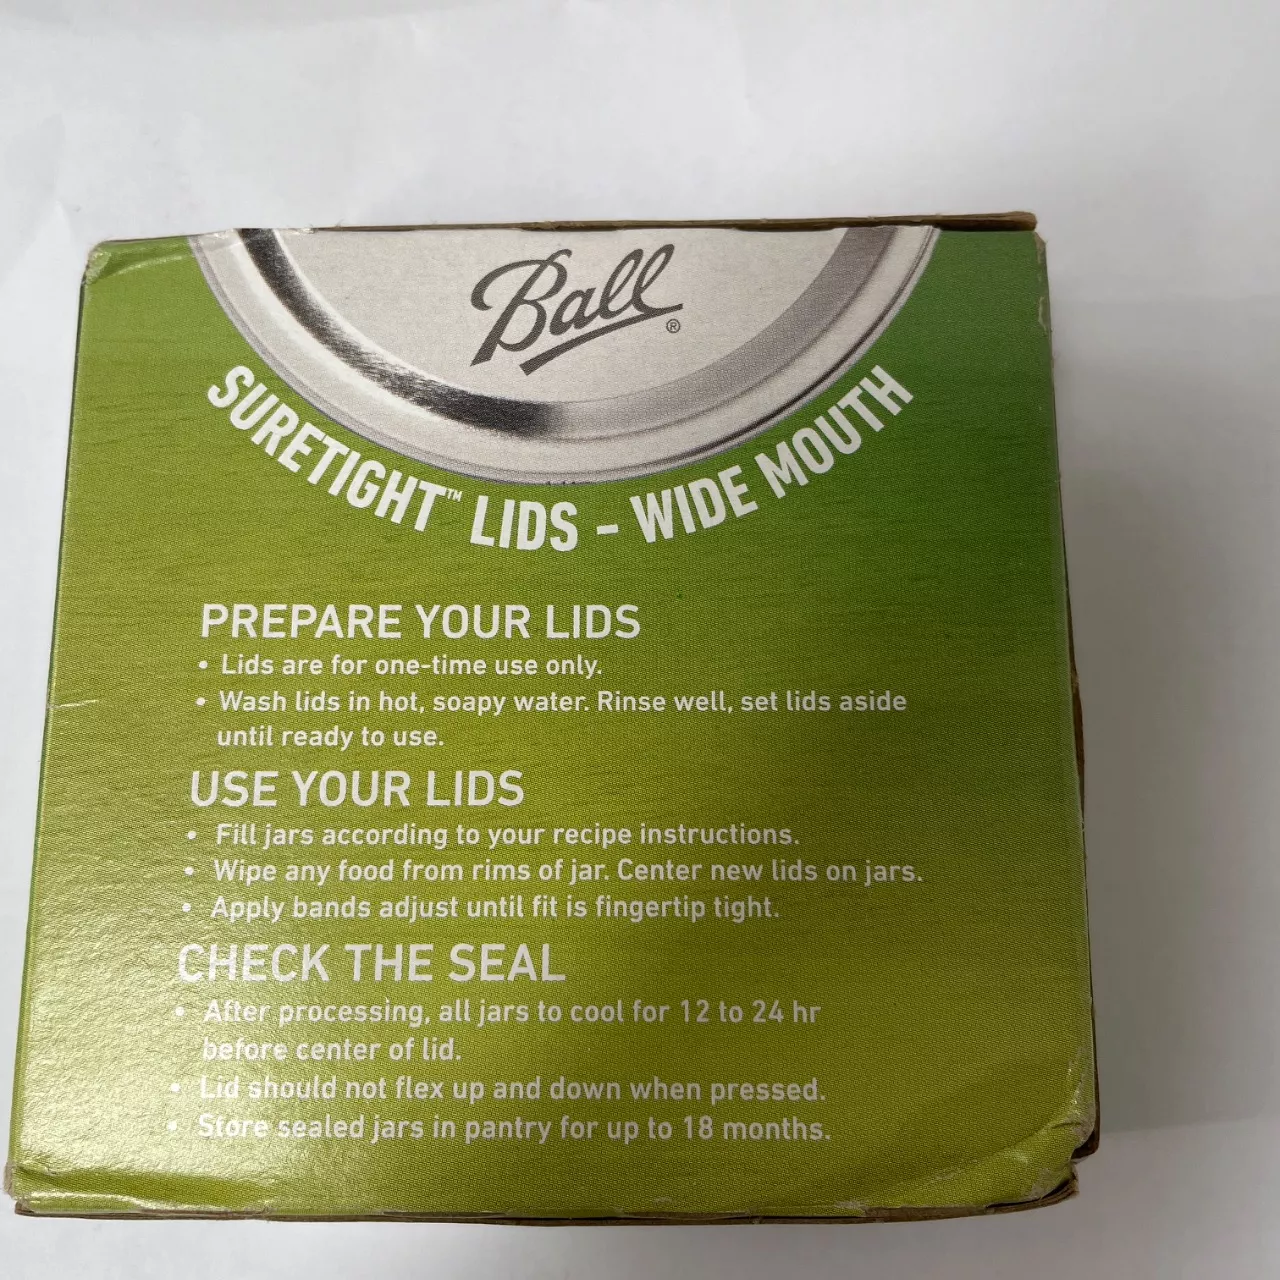 Ball®
SURETIGHT™ LIDS - WIDE MOUTH
PREPARE YOUR LIDS
• Lids are for one-time use only.
• Wash lids in hot, soapy water. Rinse well, set lids aside
until ready to use.
USE YOUR LIDS
• Fill jars according to your recipe instructions.
• Wipe any food from rims of jar. Center new lids on jars.
• Apply bands adjust until fit is fingertip tight.
CHECK THE SEAL
• After processing, all jars to cool for 12 to 24 hr
before center of lid.
• Lid should not flex up and down when pressed.
• Store sealed jars in pantry for up to 18 months.